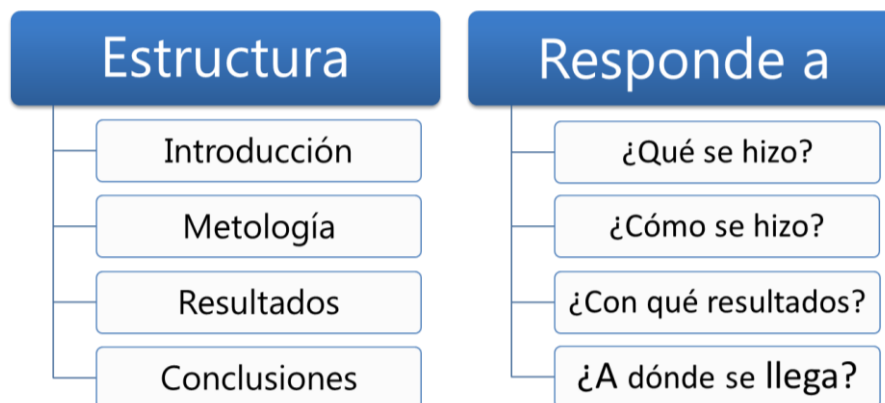 Estructura
Introducción
Metología
Resultados
Conclusiones
Responde a
¿Qué se hizo?
¿Cómo se hizo?
¿Con qué resultados?
¿A dónde se llega?